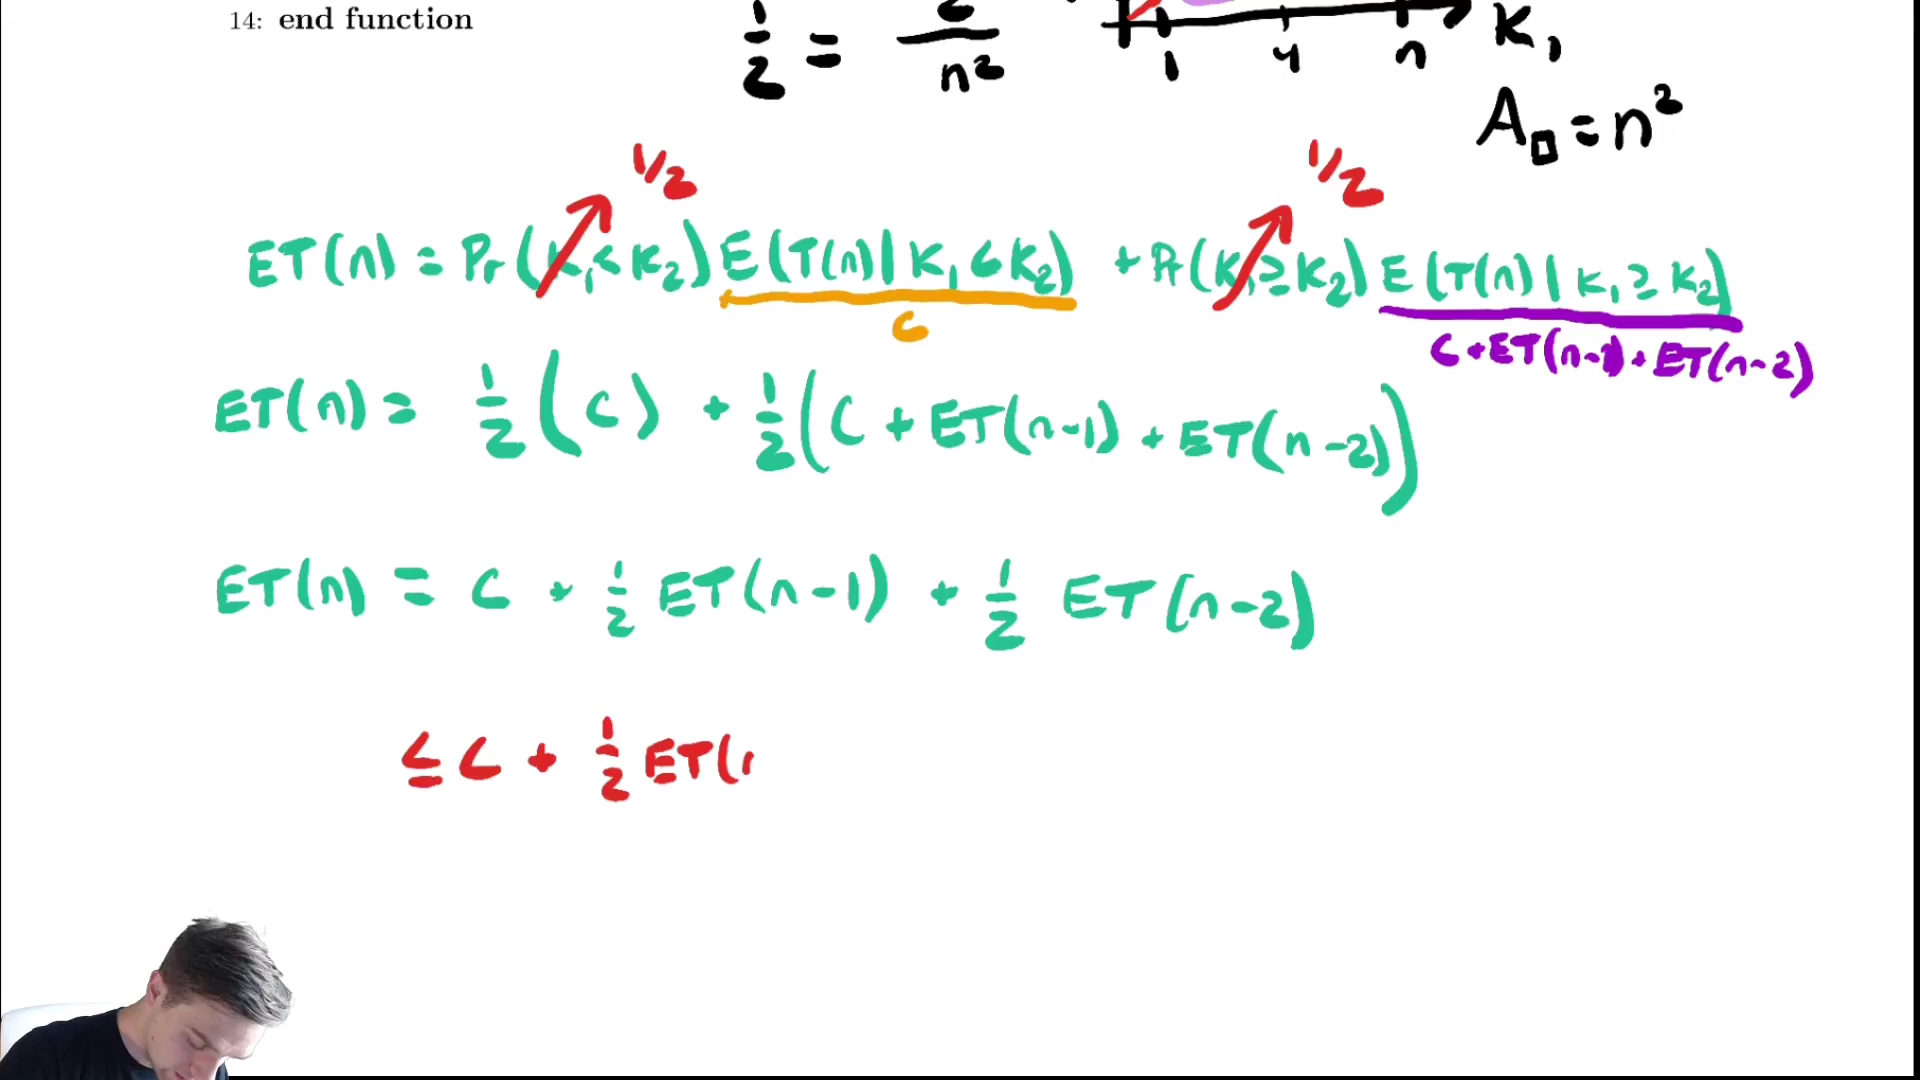 14: end function
1/2 = /n²
1 4 n K₁
A□ = n²
1/2 1/2
ET(n) = Pr(K₁ < K₂) E(T(n) | K₁ < K₂) + Pr(K₁ ≥ K₂) E(T(n) | K₁ ≥ K₂)
C
C + ET(n-1) + ET(n-2)
ET(n) = 1/2 (C) + 1/2 (C + ET(n-1) + ET(n-2))
ET(n) = C + 1/2 ET(n-1) + 1/2 ET(n-2)
≤ C + 1/2 ET(